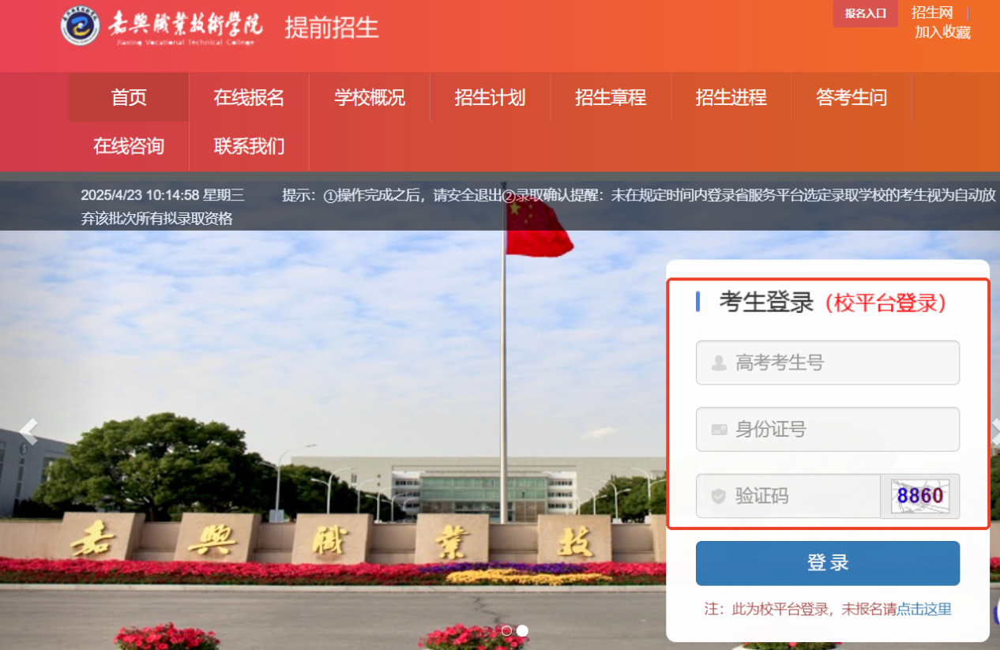 嘉興職業技術學院
Jiaxing Vocational Technical College
提前招生
报名入口
招生网
加入收藏
首页 在线报名 学校概况 招生计划 招生章程 招生进程 答考生问
在线咨询 联系我们
2025/4/23 10:14:58 星期三 提示：①操作完成之后，请安全退出②录取确认提醒：未在规定时间内登录省服务平台选定录取学校的考生视为自动放
弃该批次所有拟录取资格
考生登录（校平台登录）
高考考生号
身份证号
验证码 8860
登录
注：此为校平台登录，未报名请点击这里
嘉興職業技